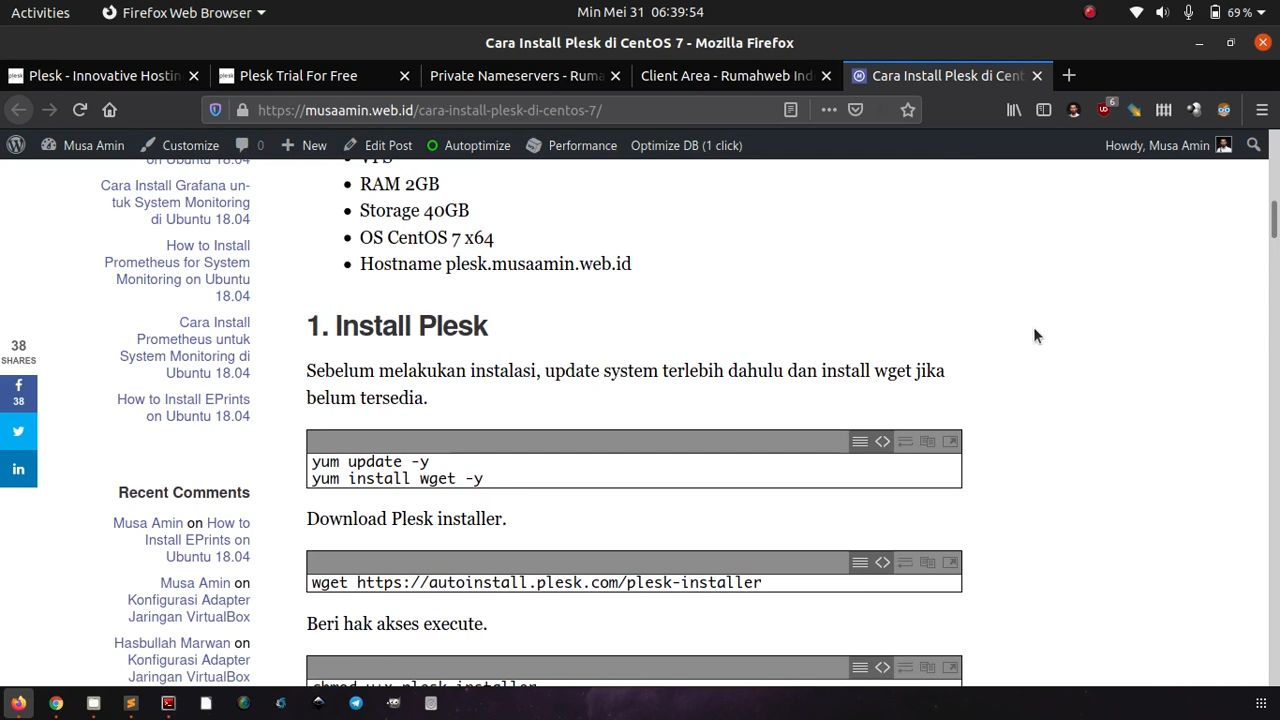 Activities
Firefox Web Browser
Min Mei 31 06:39:54
69 %
Cara Install Plesk di CentOS 7 - Mozilla Firefox
Plesk - Innovative Hostin
Plesk Trial For Free
Private Nameservers - Ruma
Client Area - Rumahweb Ind
Cara Install Plesk di Cent
https://musaamin.web.id/cara-install-plesk-di-centos-7/
6
Musa Amin
Customize
0
New
Edit Post
Autoptimize
Performance
Optimize DB (1 click)
Howdy, Musa Amin
on Ubuntu 18.04
Cara Install Grafana un-
tuk System Monitoring
di Ubuntu 18.04
How to Install
Prometheus for System
Monitoring on Ubuntu
18.04
Cara Install
Prometheus untuk
System Monitoring di
Ubuntu 18.04
How to Install EPrints
on Ubuntu 18.04
Recent Comments
Musa Amin on How to
Install EPrints on
Ubuntu 18.04
Musa Amin on
Konfigurasi Adapter
Jaringan VirtualBox
Hasbullah Marwan on
Konfigurasi Adapter
Jaringan VirtualBox
38
SHARES
38
VPS
RAM 2GB
Storage 40GB
OS CentOS 7 x64
Hostname plesk.musaamin.web.id
1. Install Plesk
Sebelum melakukan instalasi, update system terlebih dahulu dan install wget jika
belum tersedia.
yum update -y
yum install wget -y
Download Plesk installer.
wget https://autoinstall.plesk.com/plesk-installer
Beri hak akses execute.
chmod u+x plesk-installer